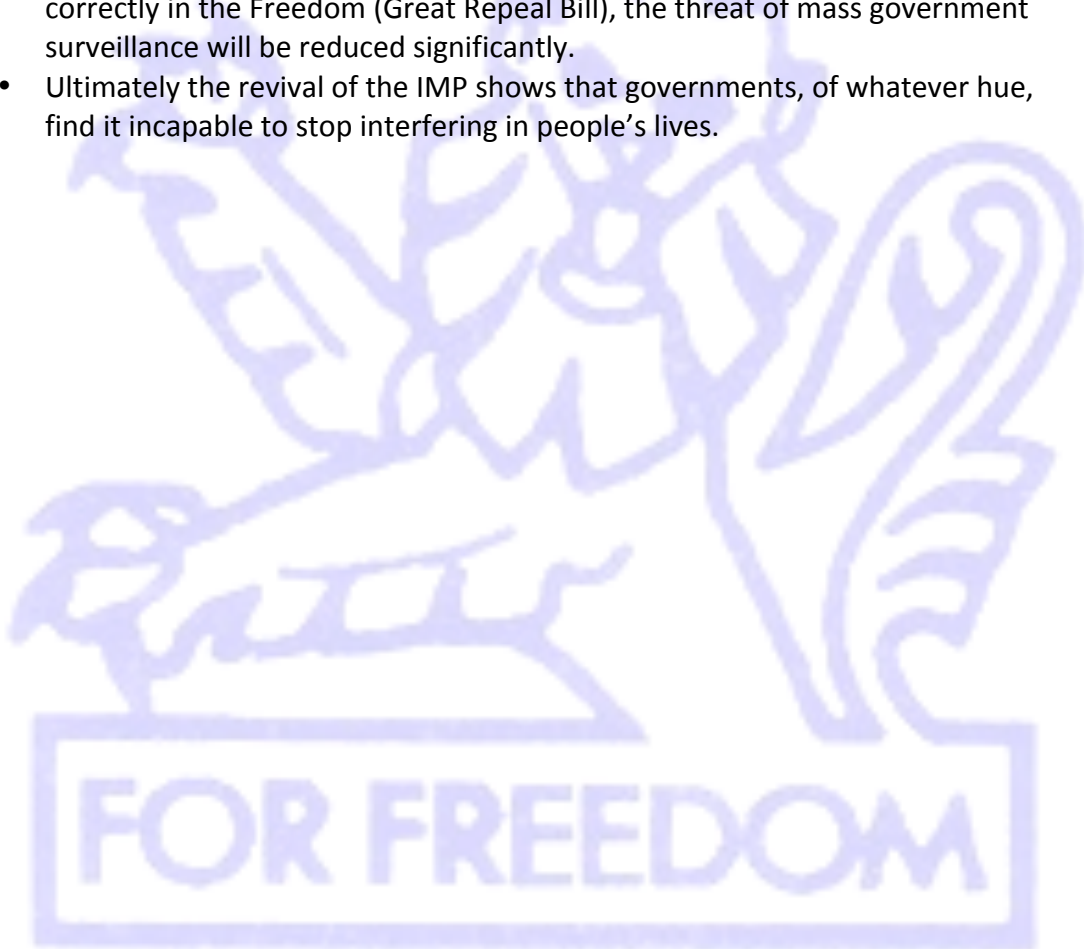 correctly in the Freedom (Great Repeal Bill), the threat of mass government
surveillance will be reduced significantly.
• Ultimately the revival of the IMP shows that governments, of whatever hue,
find it incapable to stop interfering in people’s lives.
FOR FREEDOM